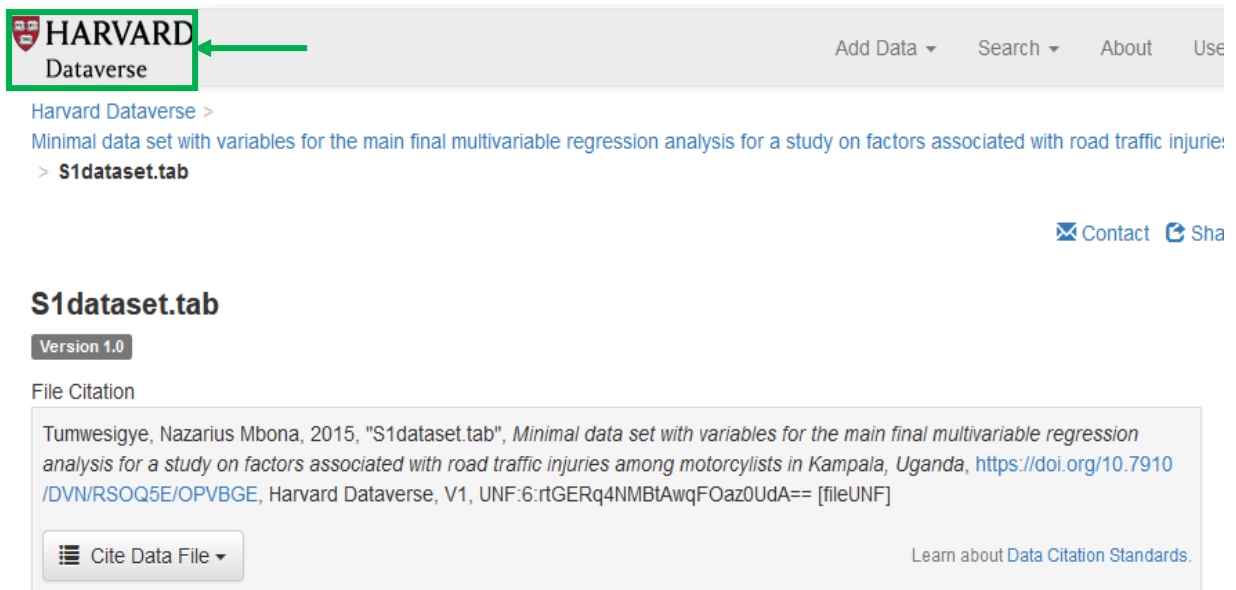 HARVARD
Dataverse
Add Data Search About Use
Harvard Dataverse >
Minimal data set with variables for the main final multivariable regression analysis for a study on factors associated with road traffic injuries
> S1dataset.tab
Contact Sha
S1dataset.tab
Version 1.0
File Citation
Tumwesigye, Nazarius Mbona, 2015, "S1dataset.tab", Minimal data set with variables for the main final multivariable regression
analysis for a study on factors associated with road traffic injuries among motorcylists in Kampala, Uganda, https://doi.org/10.7910
/DVN/RSOQ5E/OPVBGE, Harvard Dataverse, V1, UNF:6:rtGERq4NMBtAwqFOaz0UdA== [fileUNF]
Cite Data File
Learn about Data Citation Standards.